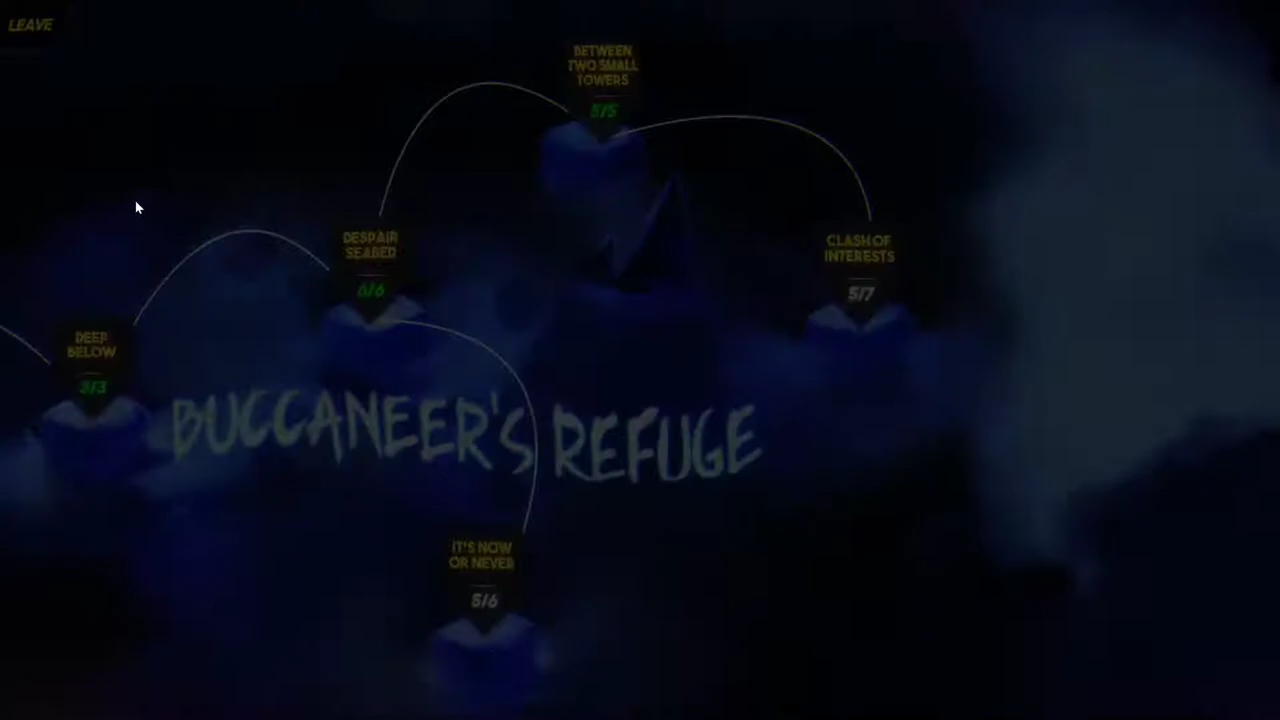 LEAVE
BETWEEN
TWO SMALL
TOWERS
5/5
DESPAIR
SEABED
6/6
CLASH OF
INTERESTS
5/7
DEEP
BELOW
3/3
BUCCANEER'S REFUGE
IT'S NOW
OR NEVER
5/6